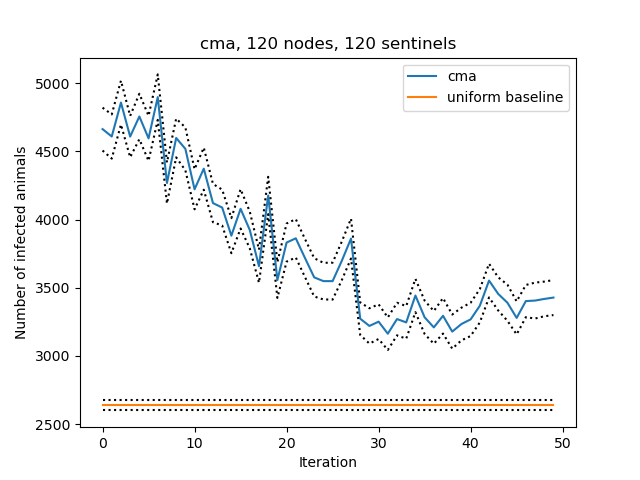 cma, 120 nodes, 120 sentinels
cma
uniform baseline
Number of infected animals
5000
4500
4000
3500
3000
2500
0 10 20 30 40 50
Iteration